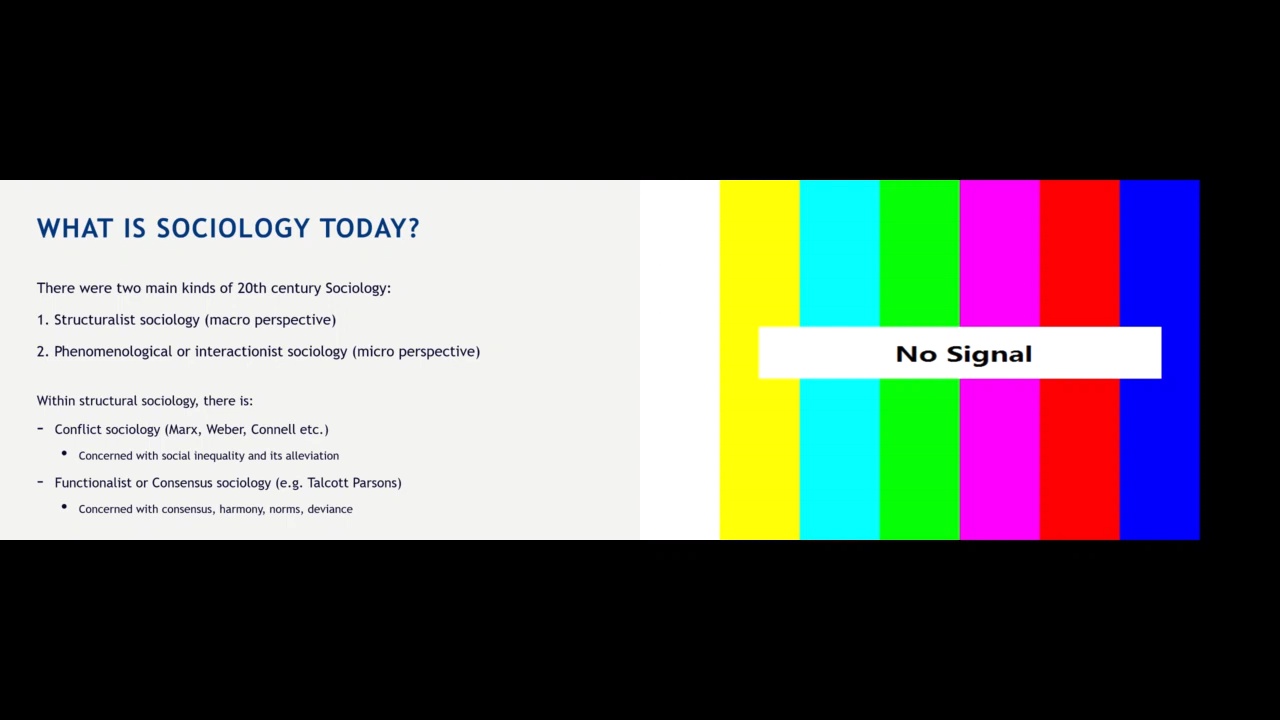 WHAT IS SOCIOLOGY TODAY?
There were two main kinds of 20th century Sociology:
1. Structuralist sociology (macro perspective)
2. Phenomenological or interactionist sociology (micro perspective)
Within structural sociology, there is:
– Conflict sociology (Marx, Weber, Connell etc.)
• Concerned with social inequality and its alleviation
– Functionalist or Consensus sociology (e.g. Talcott Parsons)
• Concerned with consensus, harmony, norms, deviance
No Signal